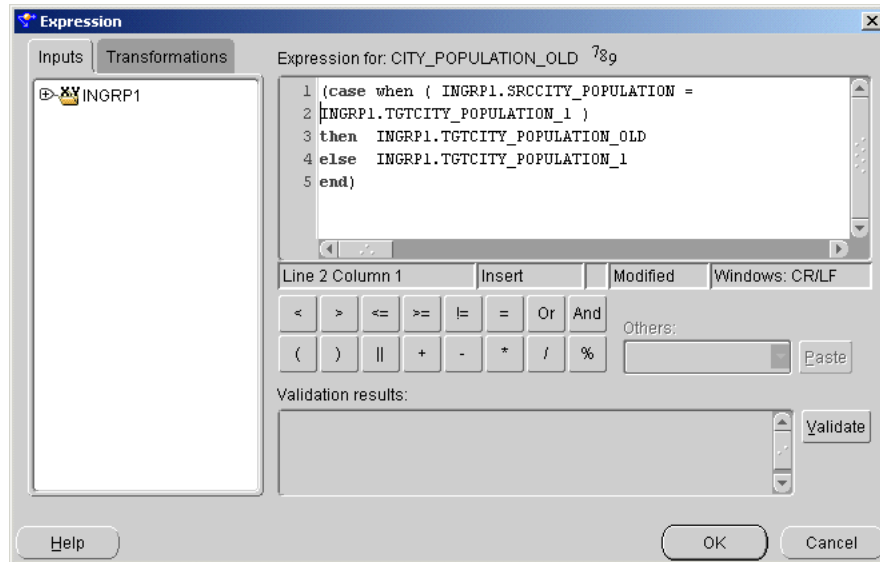 Expression
Inputs
Transformations
INGRP1
Expression for: CITY_POPULATION_OLD 789
1 (case when ( INGRP1.SRCCITY_POPULATION =
2 INGRP1.TGTCITY_POPULATION_1 )
3 then INGRP1.TGTCITY_POPULATION_OLD
4 else INGRP1.TGTCITY_POPULATION_1
5 end)
Line 2 Column 1
Insert
Modified
Windows: CR/LF
< > <= >= != = Or And
( ) || + - * / %
Others:
Paste
Validation results:
Validate
Help
OK
Cancel